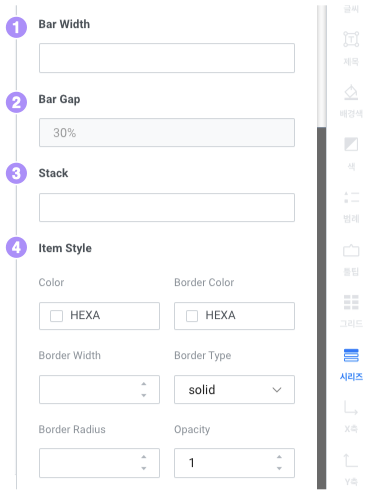 1 Bar Width
2 Bar Gap
30%
3 Stack
4 Item Style
Color
Border Color
HEXA
HEXA
Border Width
Border Type
solid
Border Radius
Opacity
1
글씨
제목
배경색
색
범례
툴팁
그리드
시리즈
X축
Y축